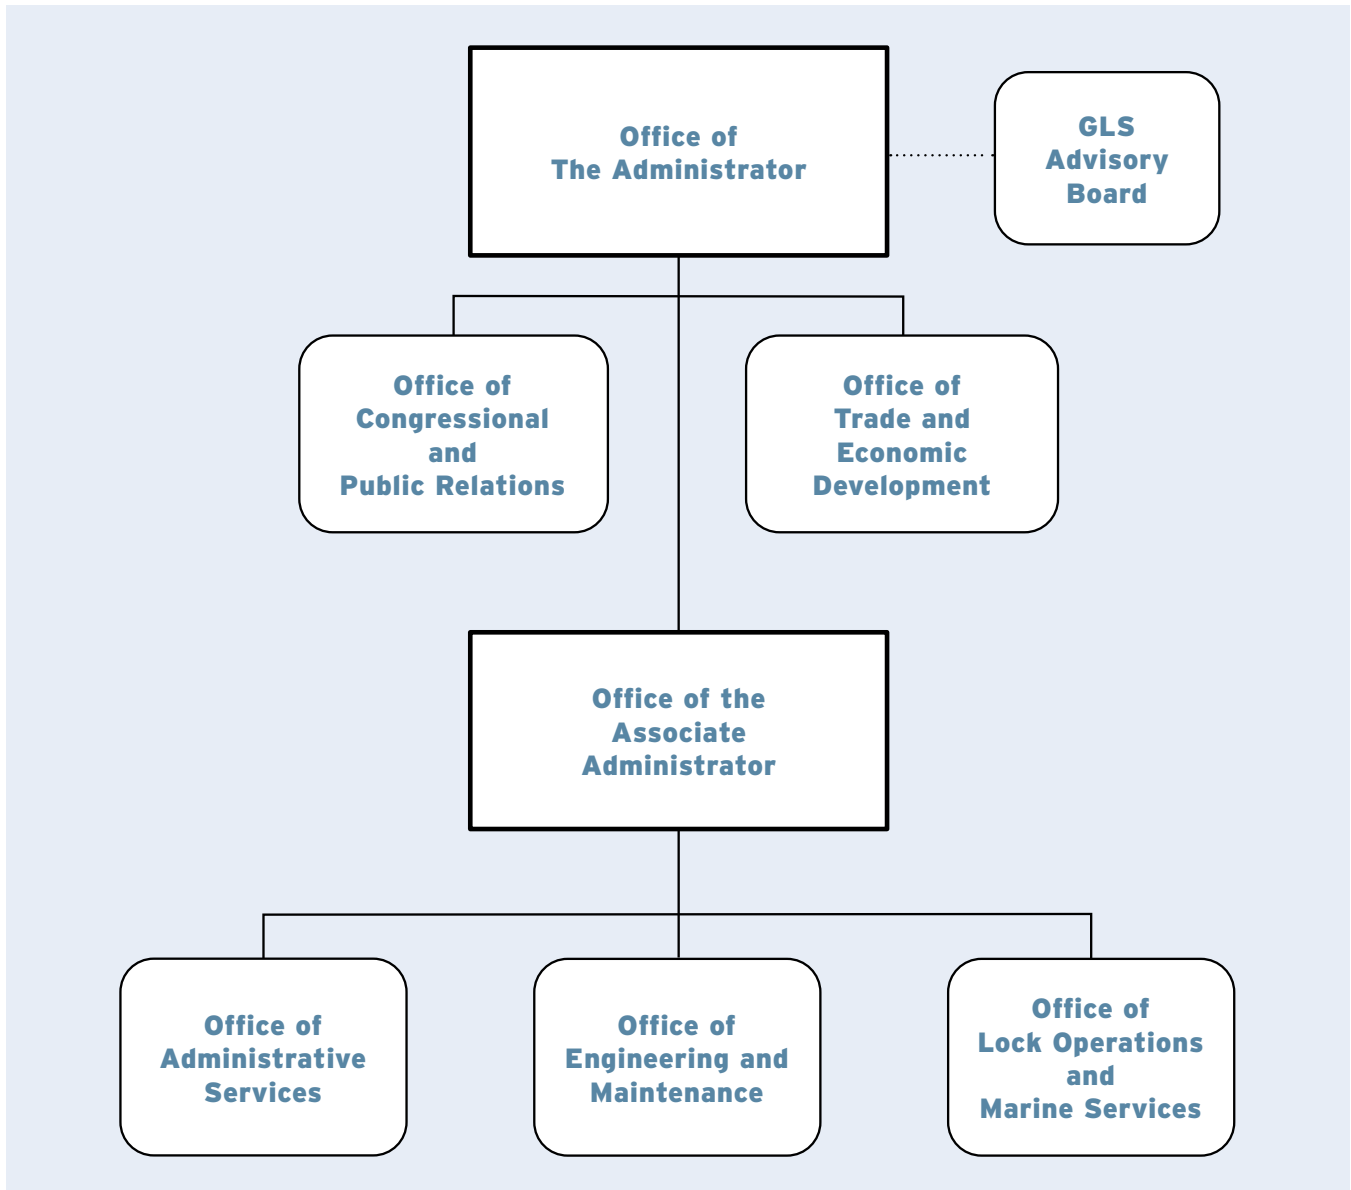 Office of
The Administrator
GLS
Advisory
Board
Office of
Congressional
and
Public Relations
Office of
Trade and
Economic
Development
Office of the
Associate
Administrator
Office of
Administrative
Services
Office of
Engineering and
Maintenance
Office of
Lock Operations
and
Marine Services